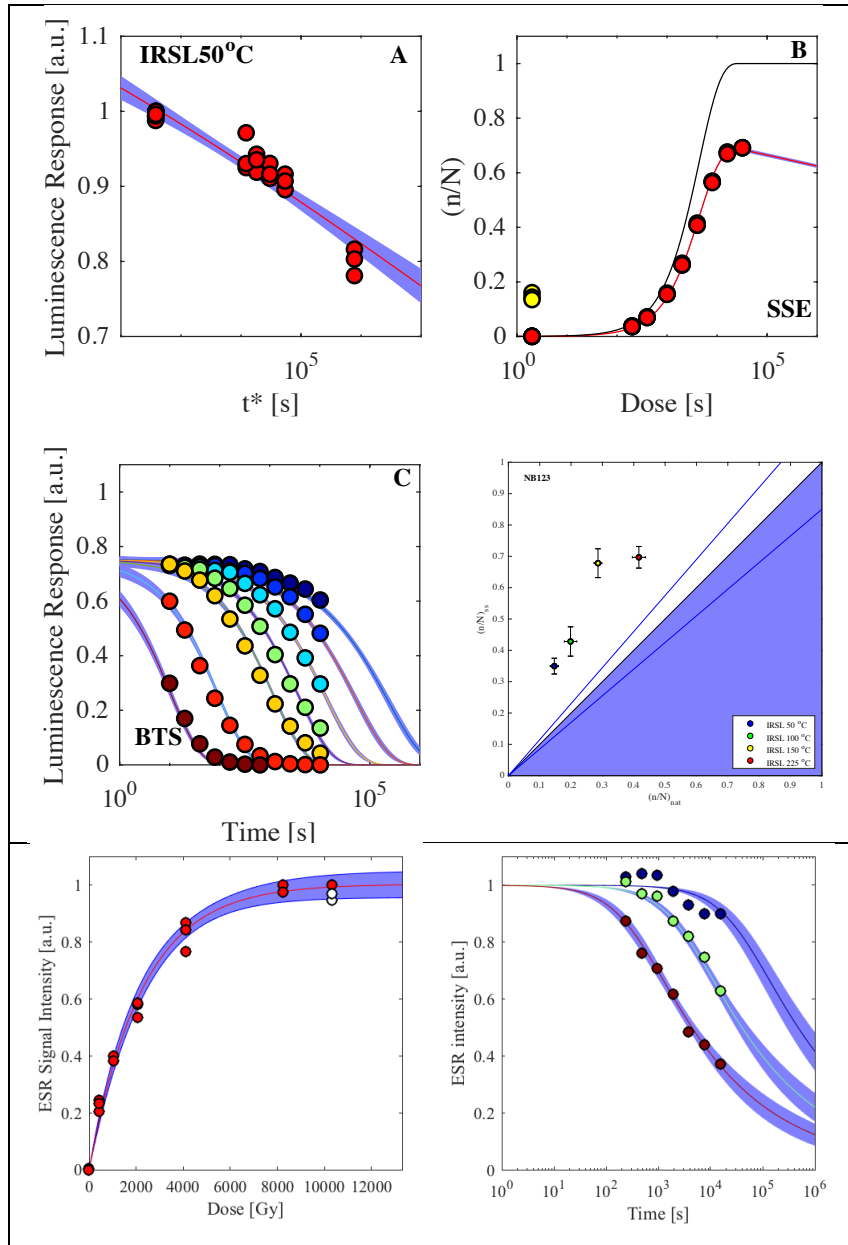 IRSL50°C
A
Luminescence Response [a.u.]
1.1
1
0.9
0.8
0.7
10^5
t* [s]
B
(n/N)
1
0.8
0.6
0.4
0.2
0
SSE
10^0
10^5
Dose [s]
C
Luminescence Response [a.u.]
1
0.8
0.6
0.4
0.2
0
BTS
10^0
10^5
Time [s]
NB123
(n/N)ss
1
0.9
0.8
0.7
0.6
0.5
0.4
0.3
0.2
0.1
0
IRSL 50 °C
IRSL 100 °C
IRSL 150 °C
IRSL 225 °C
0 0.1 0.2 0.3 0.4 0.5 0.6 0.7 0.8 0.9 1
(n/N)nat
ESR Signal Intensity [a.u.]
1
0.8
0.6
0.4
0.2
0
0 2000 4000 6000 8000 10000 12000
Dose [Gy]
ESR intensity [a.u.]
1
0.8
0.6
0.4
0.2
0
10^0 10^1 10^2 10^3 10^4 10^5 10^6
Time [s]